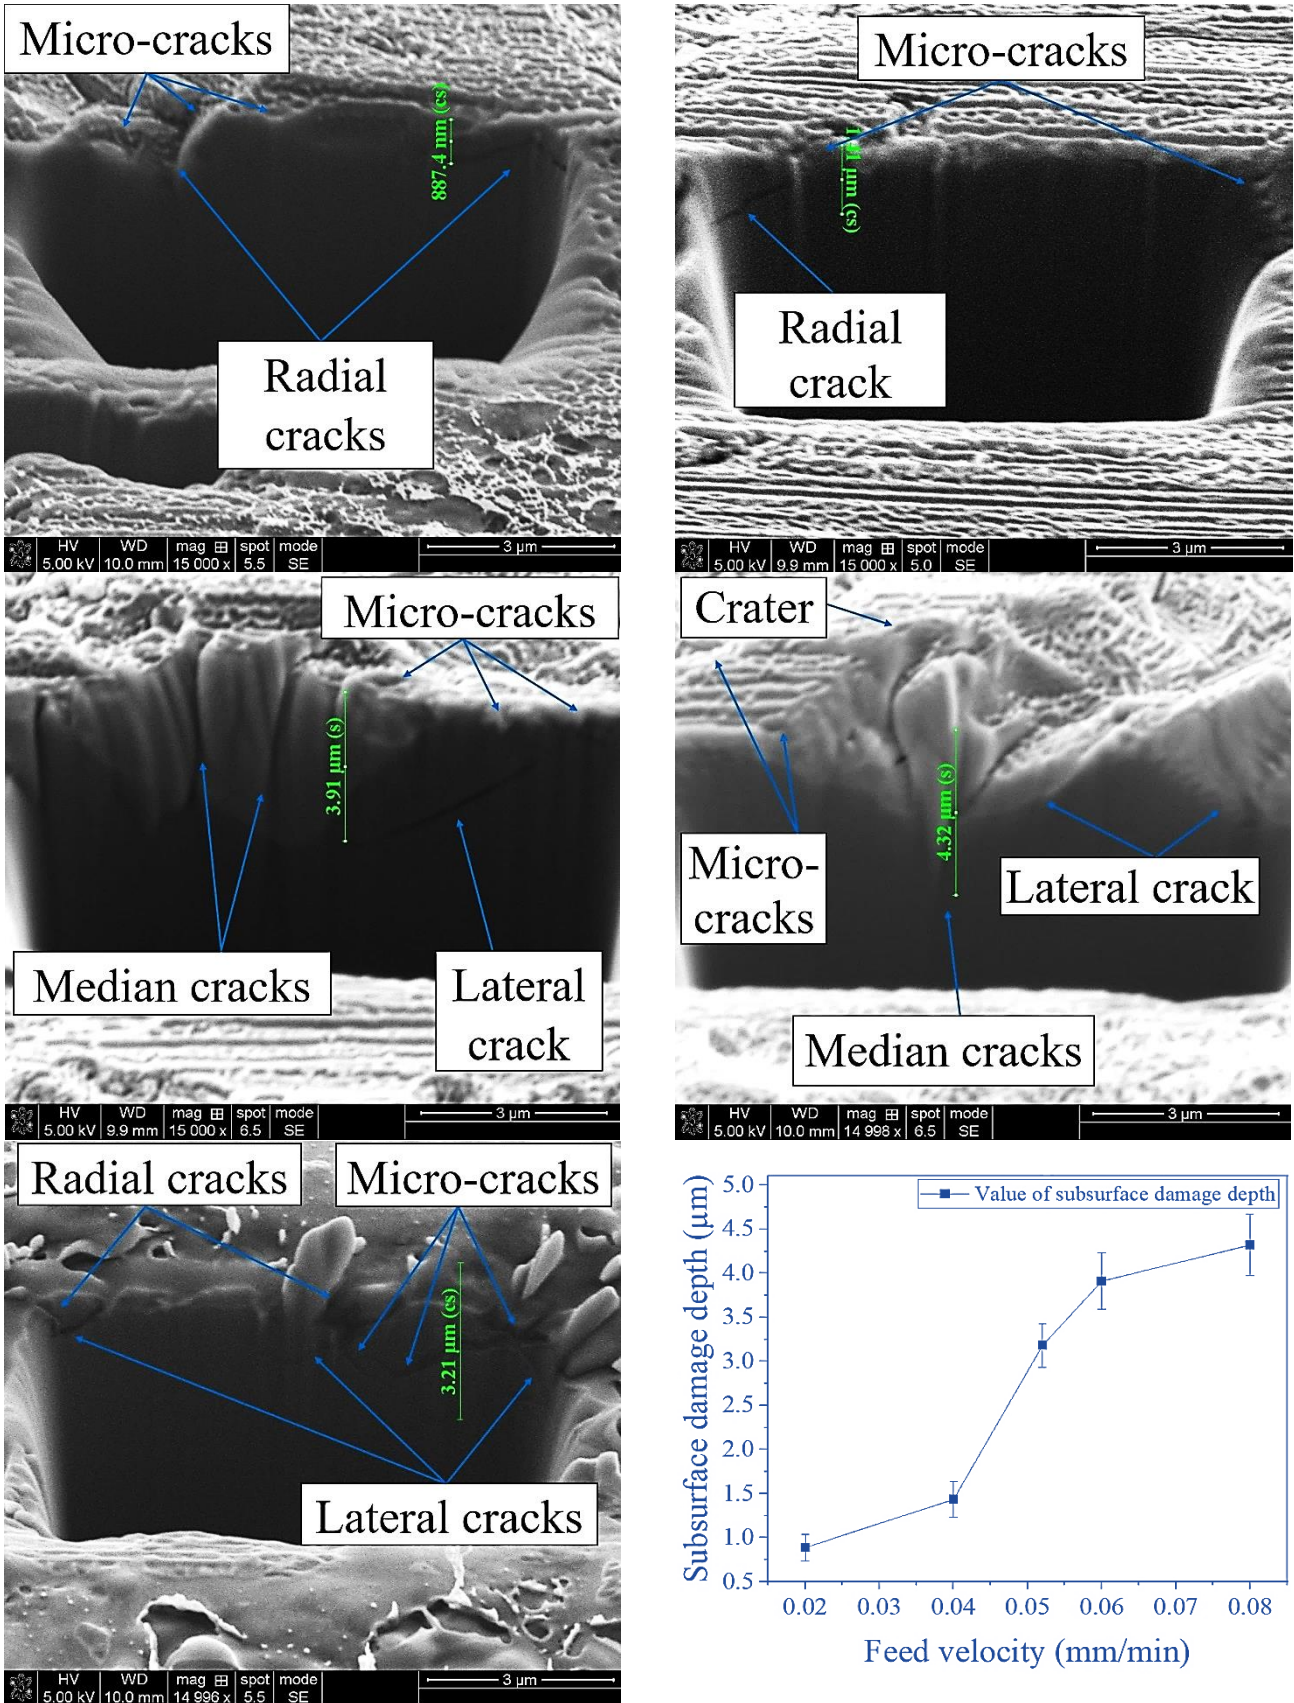 Micro-cracks
887.4 nm (cs)
Radial
cracks
HV WD mag spot mode
5.00 kV 10.0 mm 15 000 x 5.5 SE
3 µm
Micro-cracks
µm (cs)
Radial
crack
HV WD mag spot mode
5.00 kV 9.9 mm 15 000 x 5.0 SE
3 µm
Micro-cracks
3.91 µm (s)
Median cracks
Lateral
crack
HV WD mag spot mode
5.00 kV 9.9 mm 15 000 x 6.5 SE
3 µm
Crater
4.32 µm (s)
Micro-
cracks
Lateral crack
Median cracks
HV WD mag spot mode
5.00 kV 10.0 mm 14 998 x 6.5 SE
3 µm
Radial cracks
Micro-cracks
3.21 µm (cs)
Lateral cracks
HV WD mag spot mode
5.00 kV 10.0 mm 14 996 x 5.5 SE
3 µm
Value of subsurface damage depth
Subsurface damage depth (µm)
5.0
4.5
4.0
3.5
3.0
2.5
2.0
1.5
1.0
0.5
0.02 0.03 0.04 0.05 0.06 0.07 0.08
Feed velocity (mm/min)